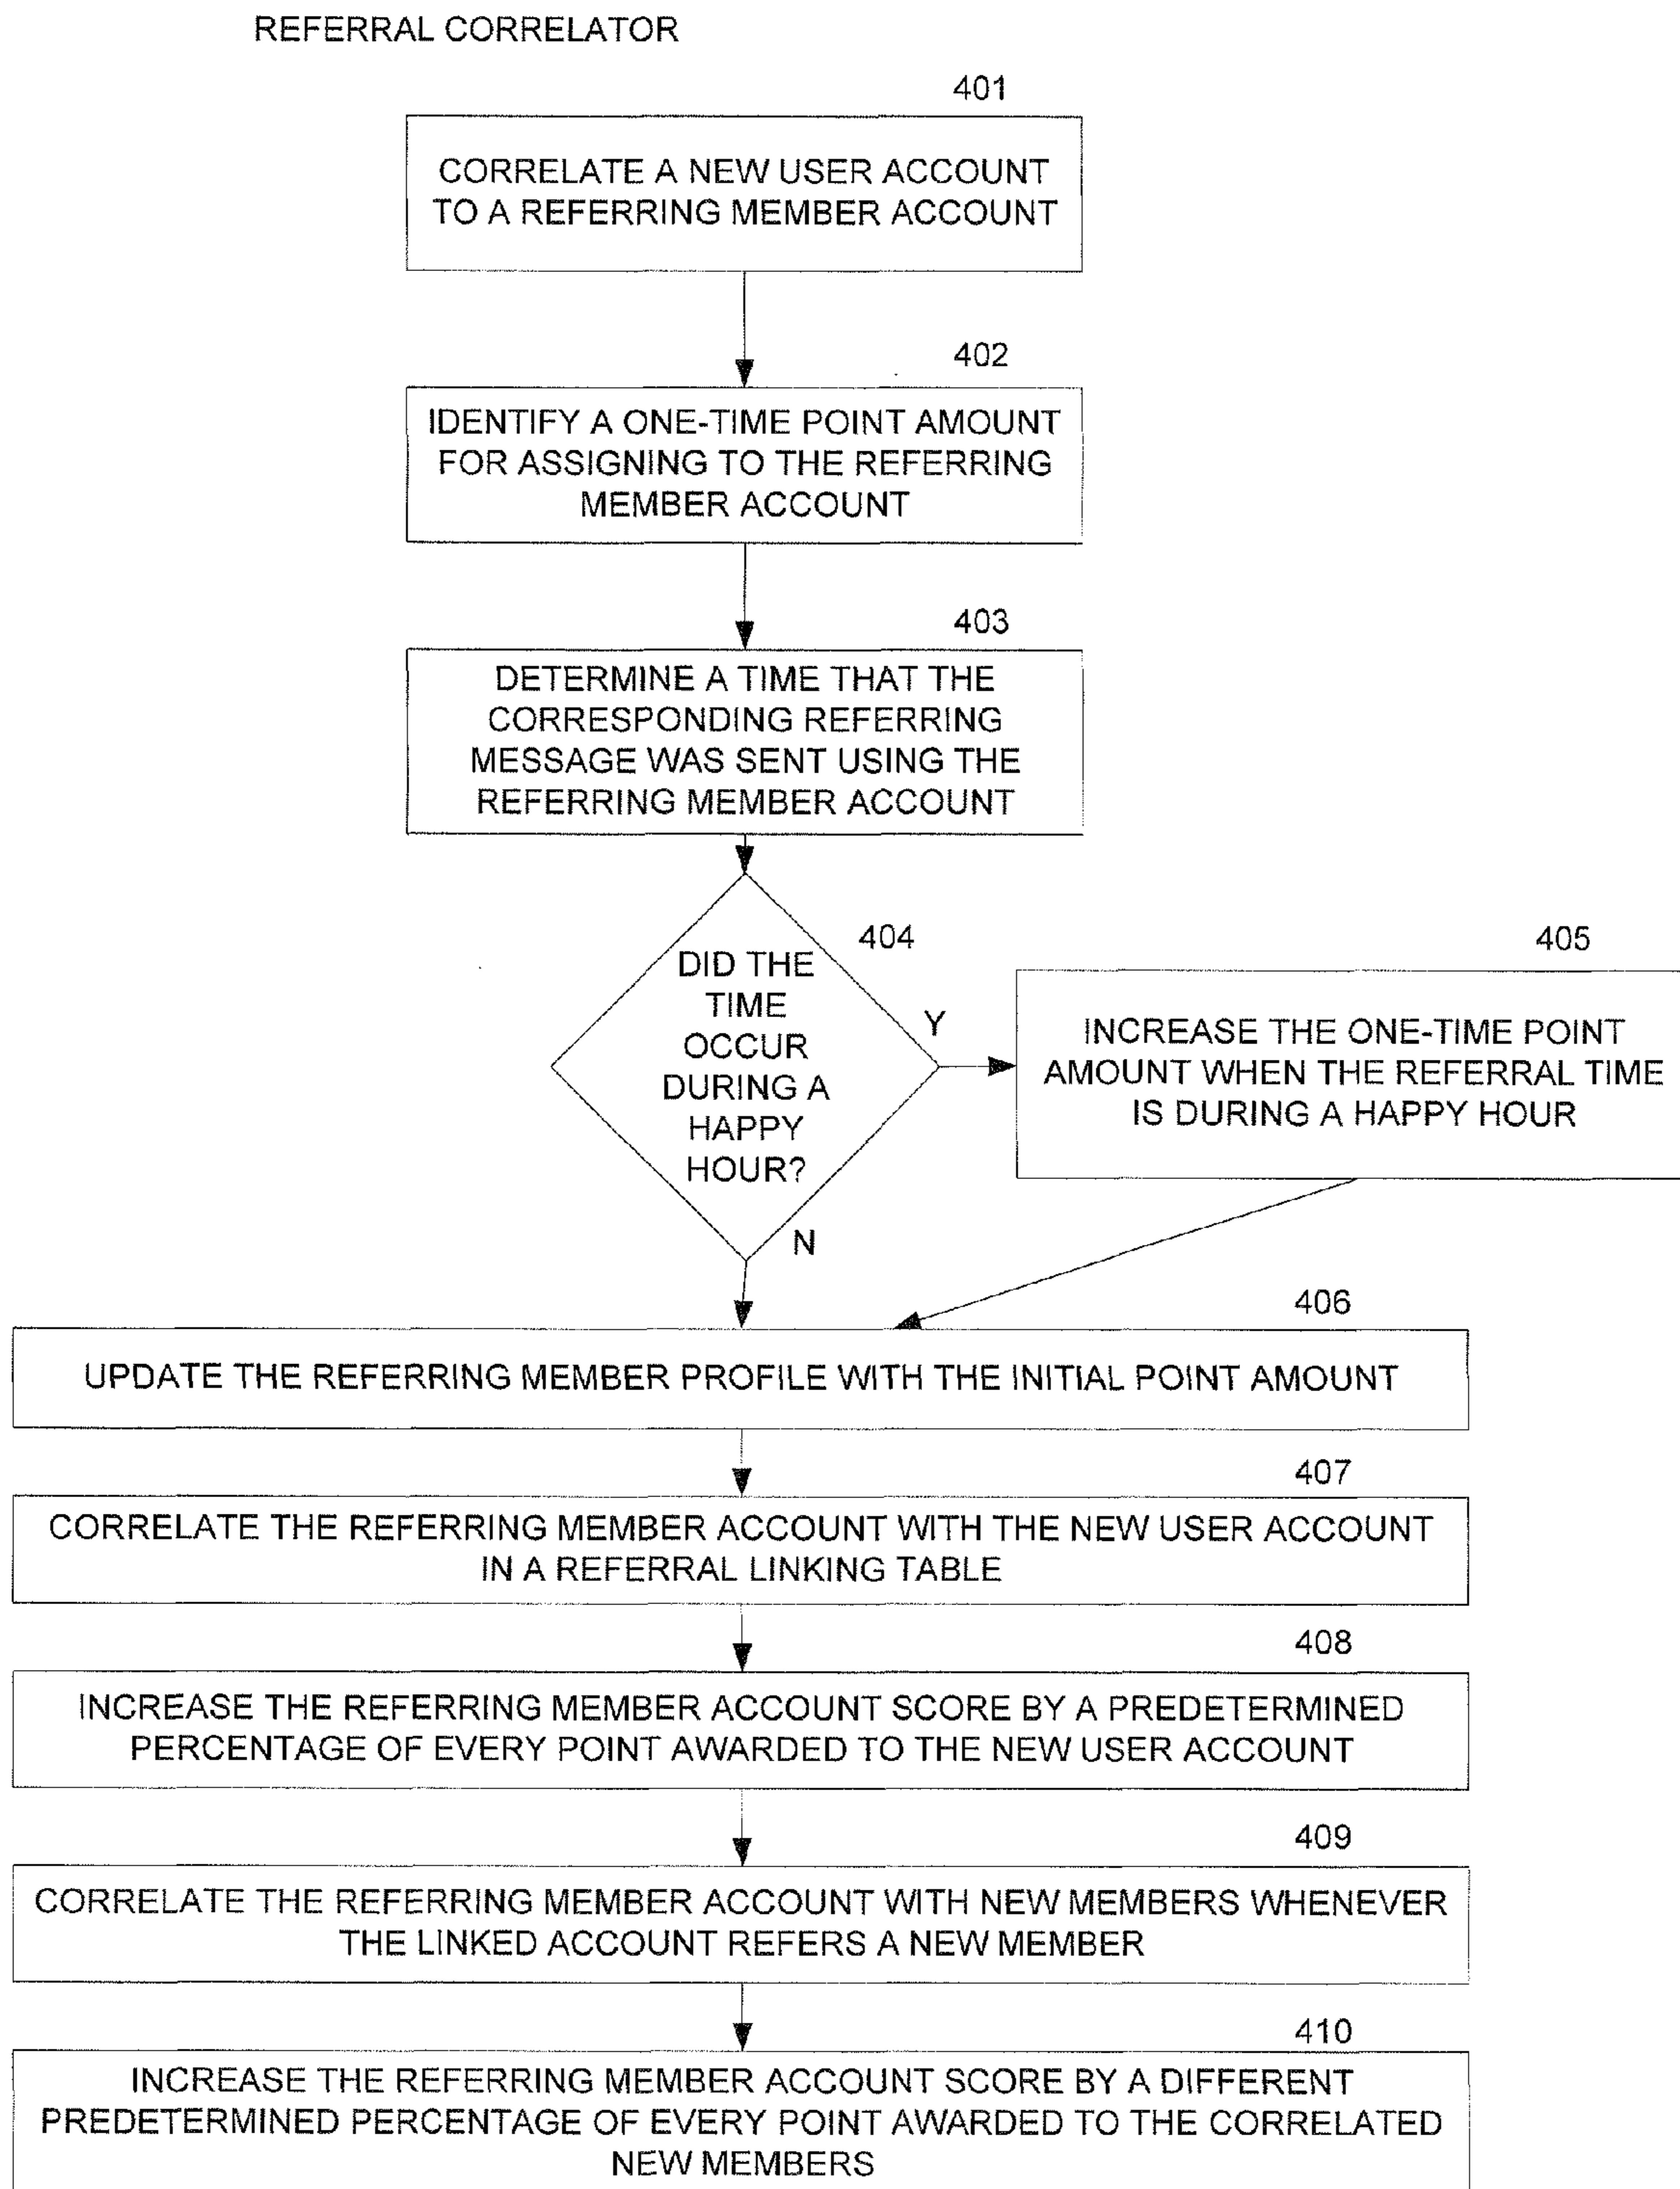 REFERRAL CORRELATOR
401
CORRELATE A NEW USER ACCOUNT
TO A REFERRING MEMBER ACCOUNT
402
IDENTIFY A ONE-TIME POINT AMOUNT
FOR ASSIGNING TO THE REFERRING
MEMBER ACCOUNT
403
DETERMINE A TIME THAT THE
CORRESPONDING REFERRING
MESSAGE WAS SENT USING THE
REFERRING MEMBER ACCOUNT
404
DID THE
TIME
OCCUR
DURING A
HAPPY
HOUR?
Y
N
405
INCREASE THE ONE-TIME POINT
AMOUNT WHEN THE REFERRAL TIME
IS DURING A HAPPY HOUR
406
UPDATE THE REFERRING MEMBER PROFILE WITH THE INITIAL POINT AMOUNT
407
CORRELATE THE REFERRING MEMBER ACCOUNT WITH THE NEW USER ACCOUNT
IN A REFERRAL LINKING TABLE
408
INCREASE THE REFERRING MEMBER ACCOUNT SCORE BY A PREDETERMINED
PERCENTAGE OF EVERY POINT AWARDED TO THE NEW USER ACCOUNT
409
CORRELATE THE REFERRING MEMBER ACCOUNT WITH NEW MEMBERS WHENEVER
THE LINKED ACCOUNT REFERS A NEW MEMBER
410
INCREASE THE REFERRING MEMBER ACCOUNT SCORE BY A DIFFERENT
PREDETERMINED PERCENTAGE OF EVERY POINT AWARDED TO THE CORRELATED
NEW MEMBERS